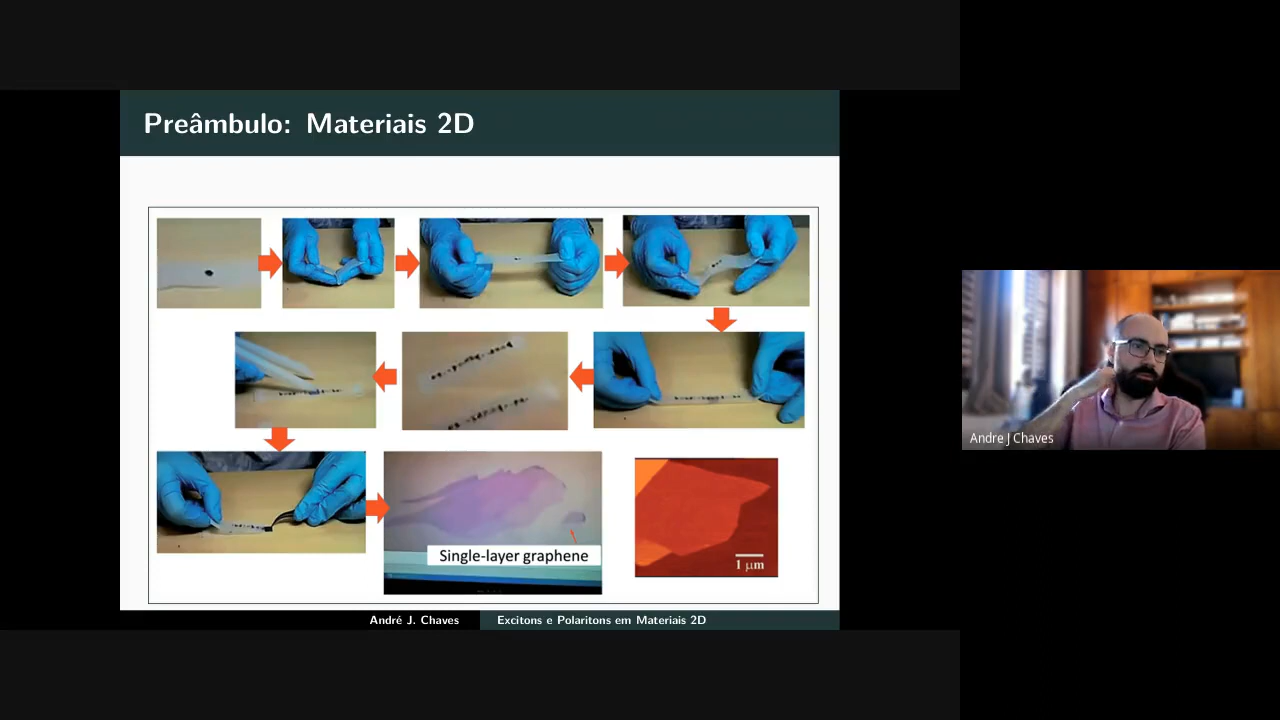 Preâmbulo: Materiais 2D
Single-layer graphene
1 μm
André J. Chaves
Excitons e Polaritons em Materiais 2D
Andre J Chaves